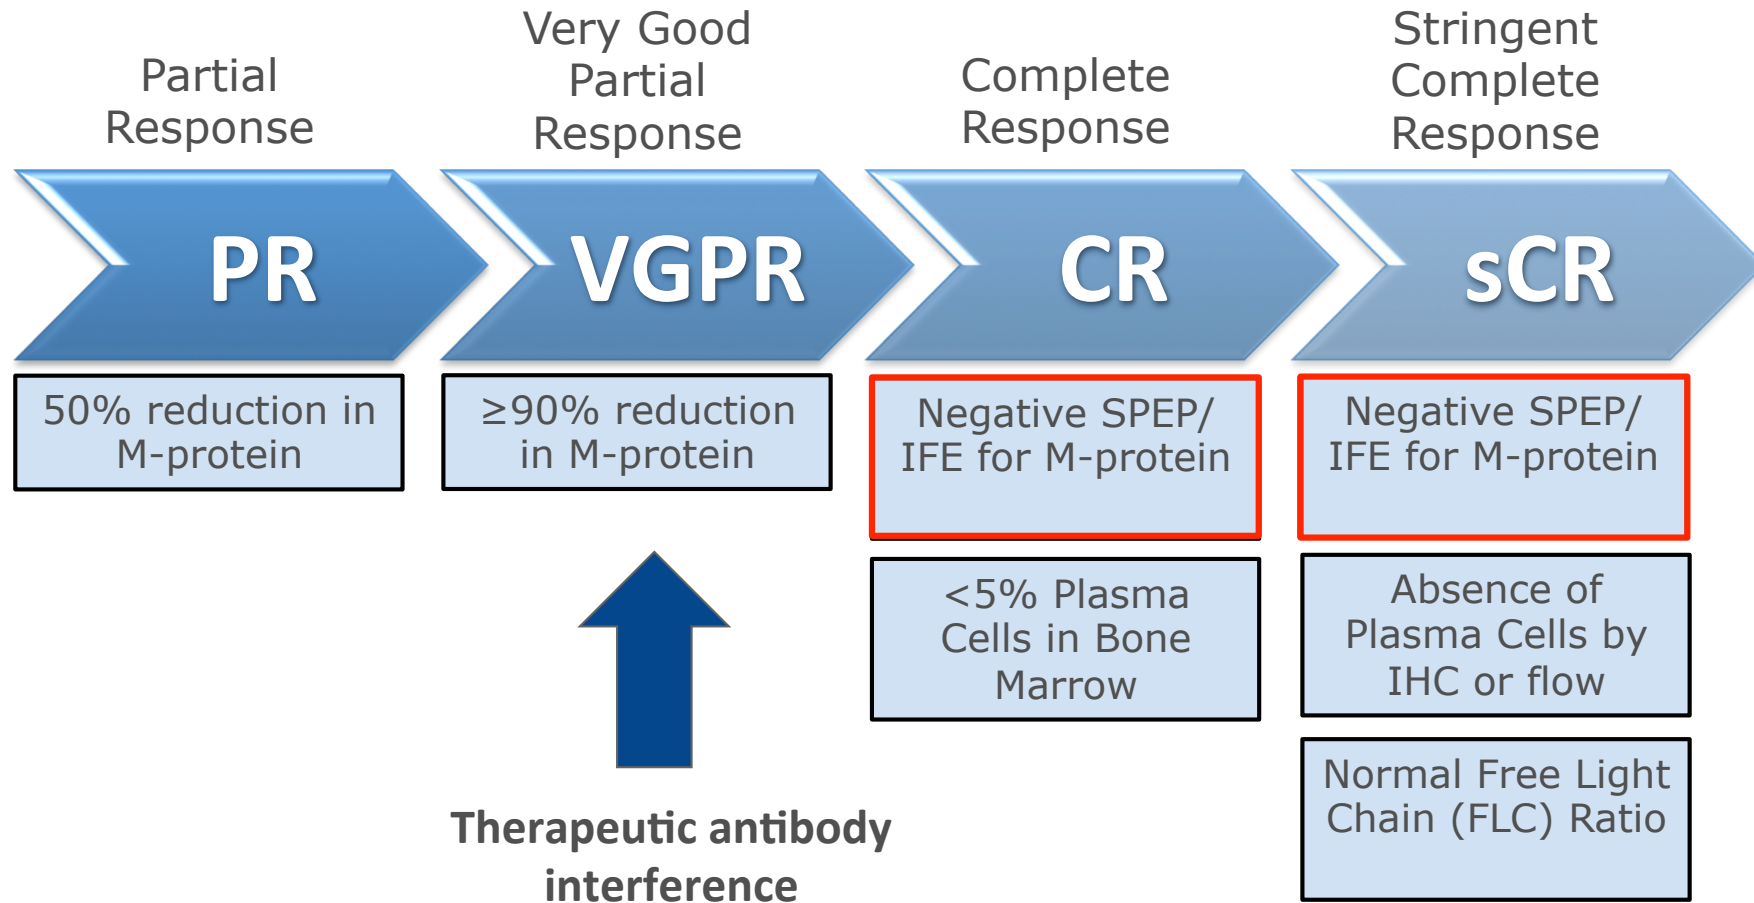 Partial
Response
Very Good
Partial
Response
Complete
Response
Stringent
Complete
Response
PR
VGPR
CR
sCR
50% reduction in
M-protein
≥90% reduction
in M-protein
Negative SPEP/
IFE for M-protein
Negative SPEP/
IFE for M-protein
<5% Plasma
Cells in Bone
Marrow
Absence of
Plasma Cells by
IHC or flow
Normal Free Light
Chain (FLC) Ratio
Therapeutic antibody
interference